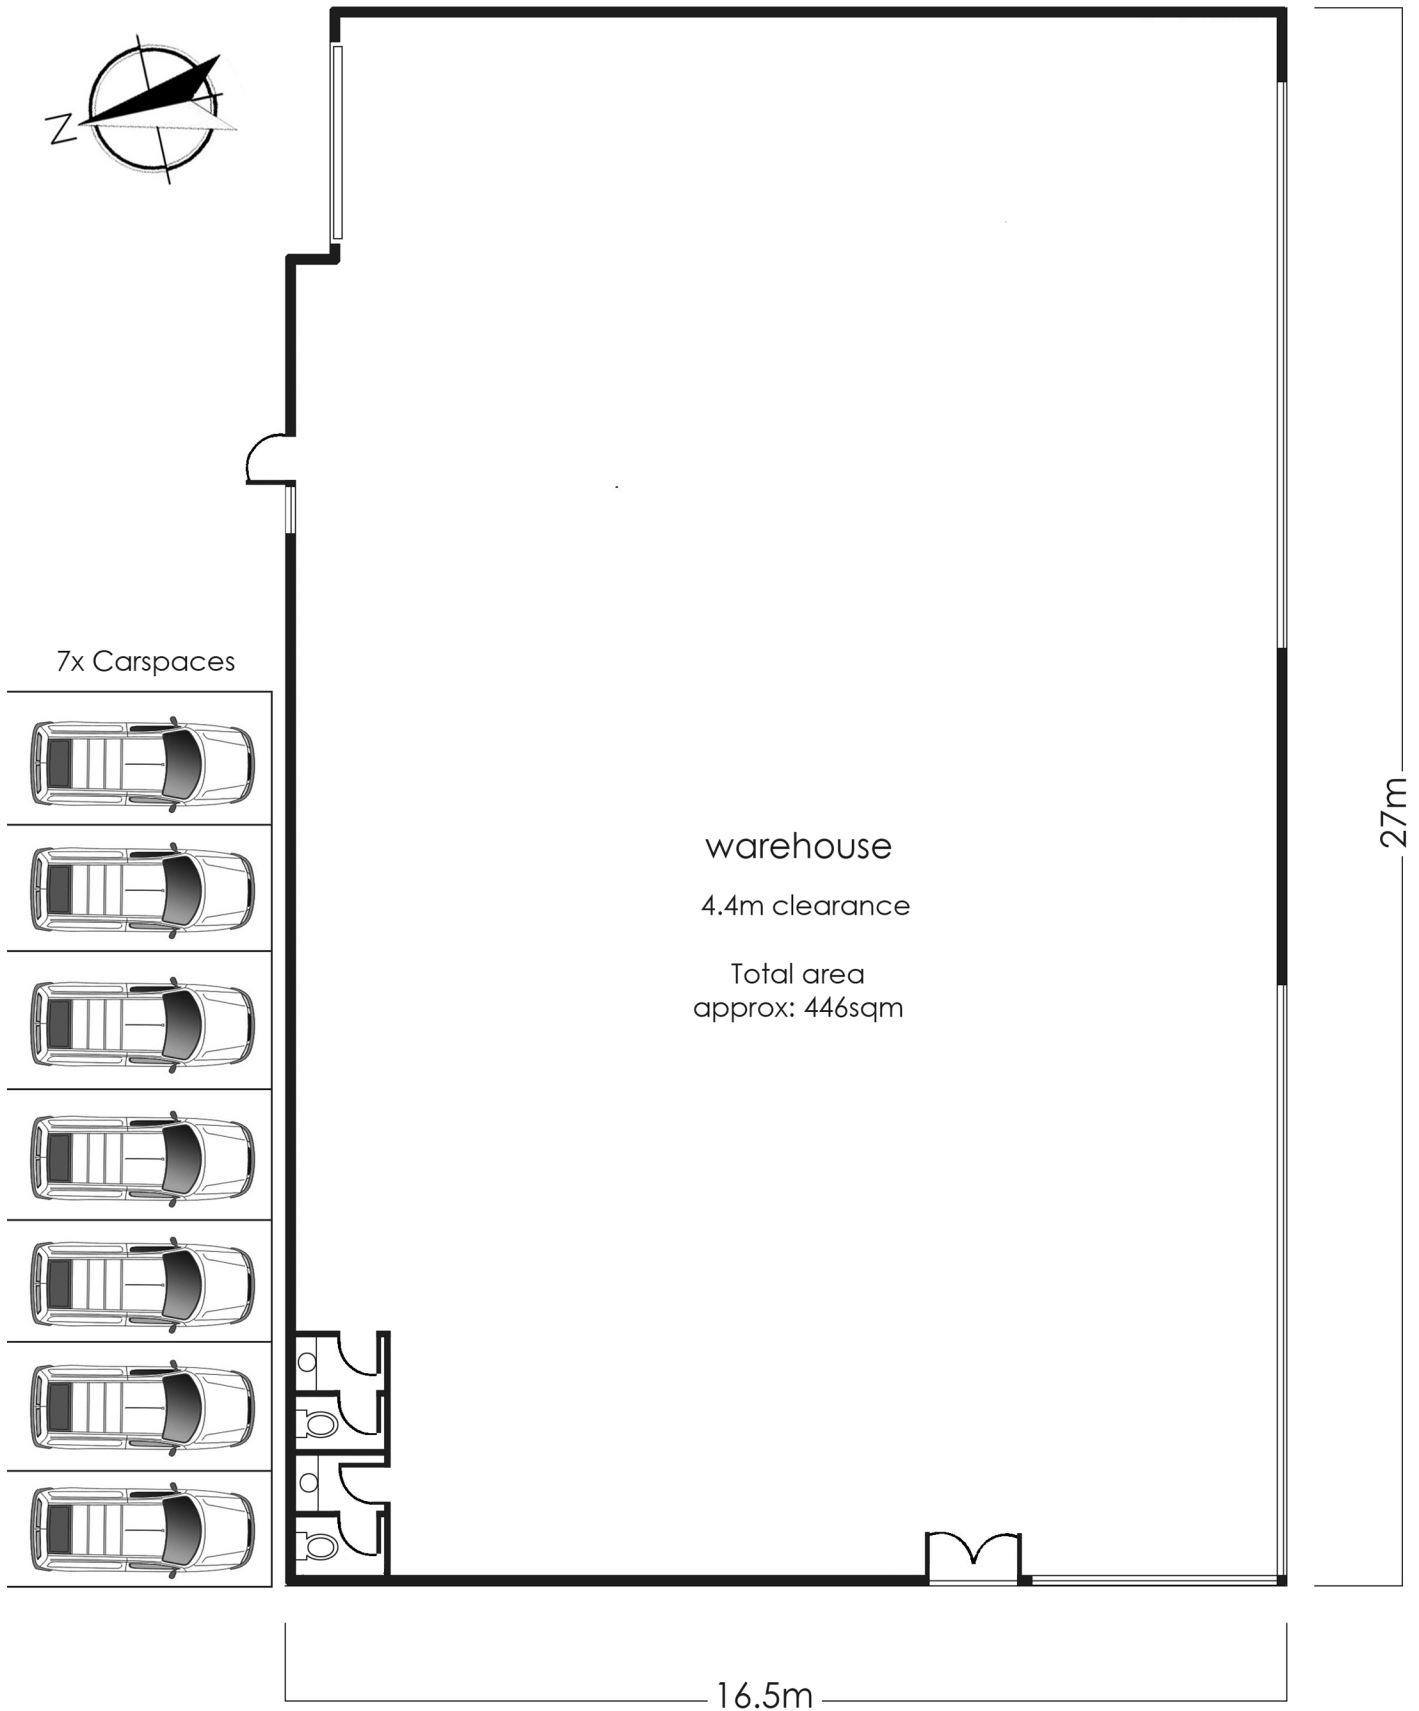 N
7x Carspaces
warehouse
4.4m clearance
Total area
approx: 446sqm
27m
16.5m